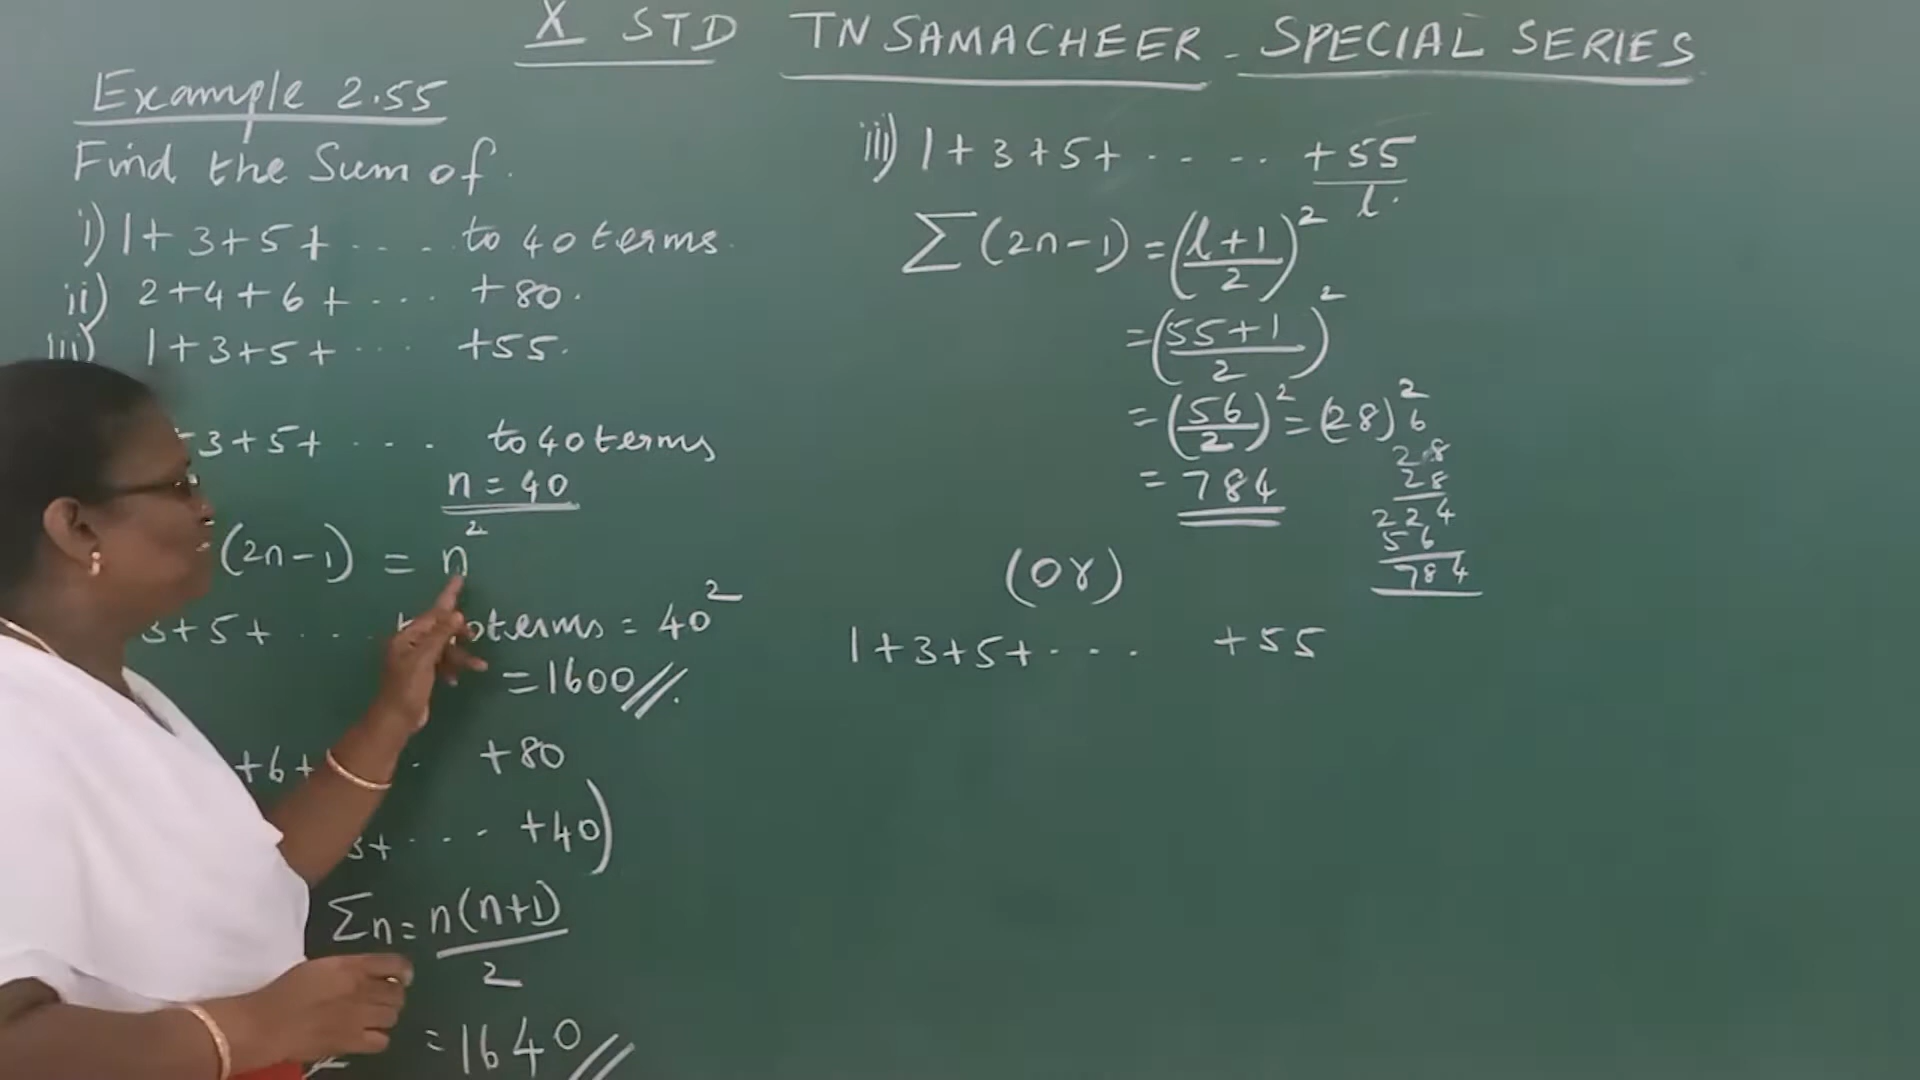 X STD TN SAMACHEER - SPECIAL SERIES
Example 2.55
Find the Sum of.
i) 1+3+5+ .... to 40 terms.
ii) 2+4+6+ .... +80.
iii) 1+3+5+ .... +55.
+3+5+ .... to 40 terms
n = 40
(2n-1) = n²
3+5+ .... terms = 40²
=1600//.
+6+ . +80
3+ .... +40)
Σn = n(n+1)/2
=1640//
iii) 1+3+5+ ..... +55
l.
Σ(2n-1) = (l+1/2)²
= (55+1/2)²
= (56/2)² = (28)²
= 784
6
28
28
224
56
784
(or)
1+3+5+ .... +55